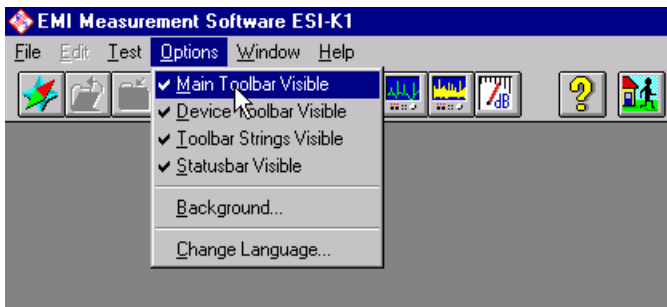 EMI Measurement Software ESI-K1
File Edit Test Options Window Help
Main Toolbar Visible
Device Toolbar Visible
Toolbar Strings Visible
Statusbar Visible
Background...
Change Language...
dB
?